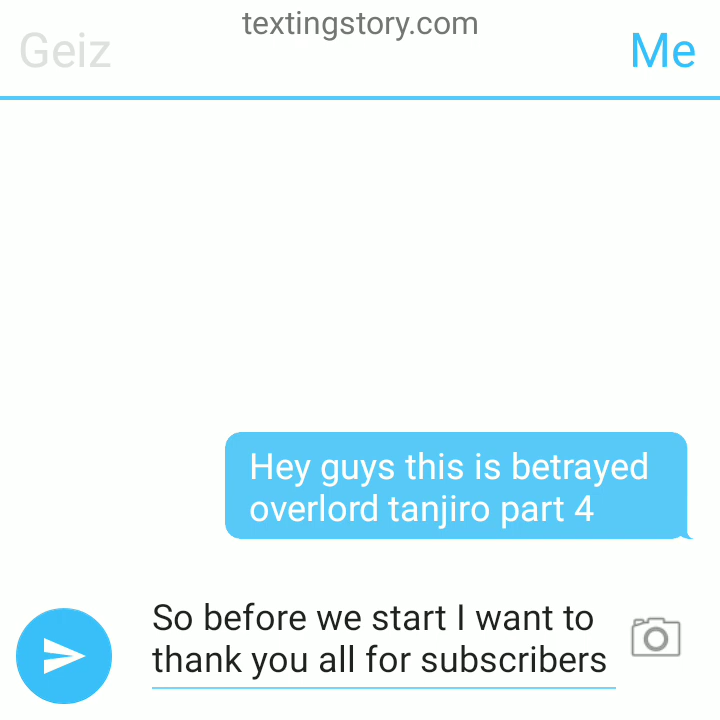 textingstory.com
Geiz
Me
Hey guys this is betrayed
overlord tanjiro part 4
So before we start I want to
thank you all for subscribers